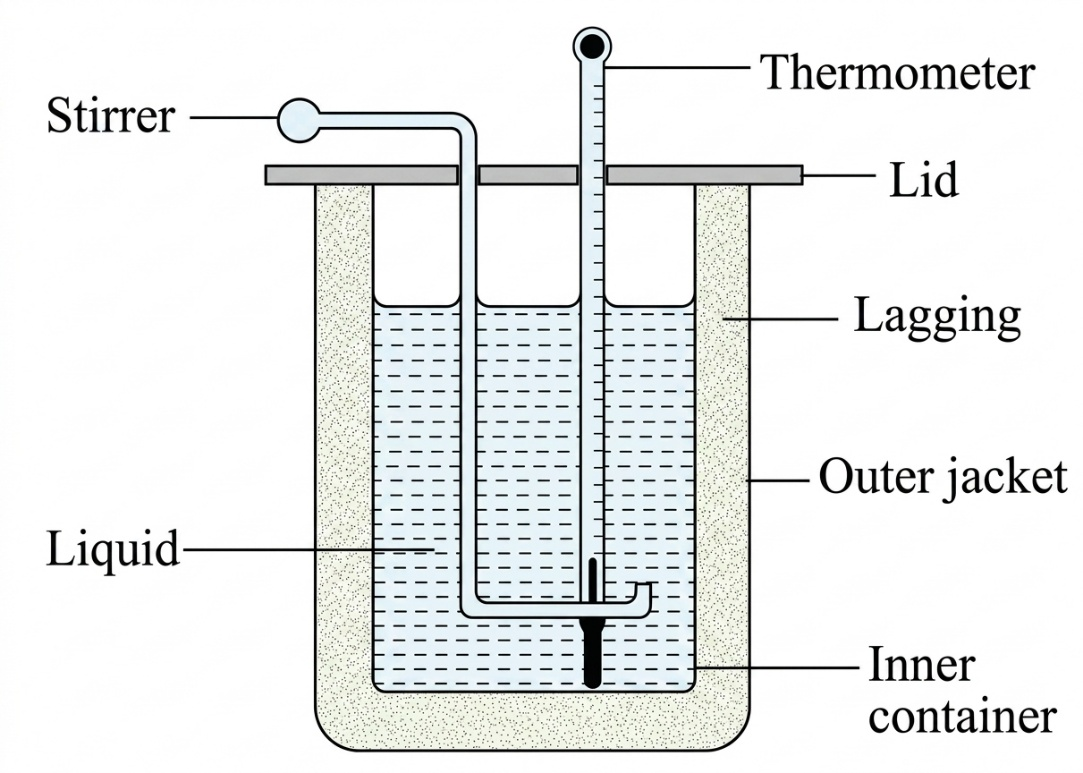 Thermometer
Stirrer
Lid
Lagging
Outer jacket
Liquid
Inner
container